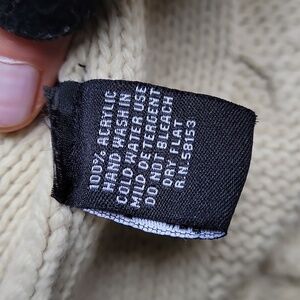 100% ACRYLIC
HAND WASH IN
COLD WATER USE
MILD DETERGENT
DO NOT BLEACH
DRY FLAT
R.N. 58153